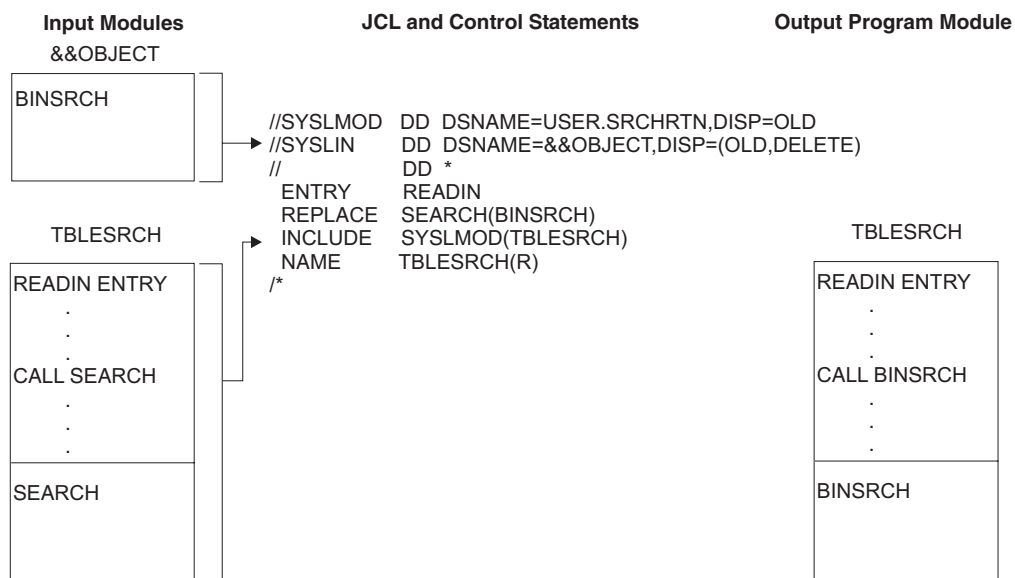 Input Modules
JCL and Control Statements
Output Program Module
&&OBJECT
BINSRCH
//SYSLMOD DD DSNAME=USER.SRCHRTN,DISP=OLD
//SYSLIN DD DSNAME=&&OBJECT,DISP=(OLD,DELETE)
// DD *
ENTRY READIN
REPLACE SEARCH(BINSRCH)
INCLUDE SYSLMOD(TBLESRCH)
NAME TBLESRCH(R)
/*
TBLESRCH
READIN ENTRY
.
.
.
CALL SEARCH
.
.
.
SEARCH
TBLESRCH
READIN ENTRY
.
.
.
CALL BINSRCH
.
.
.
BINSRCH